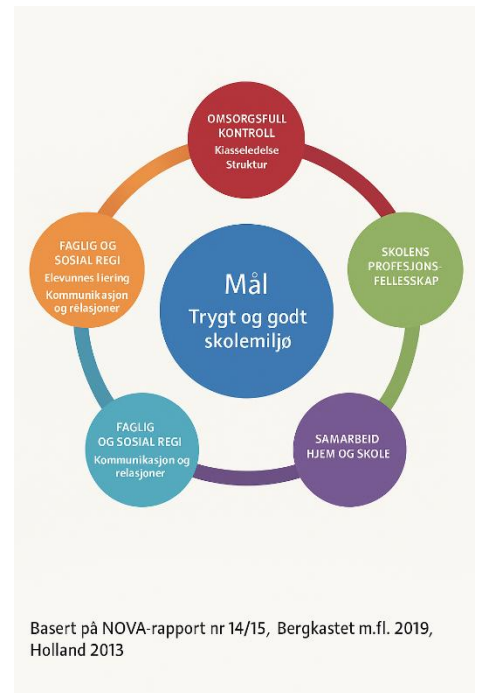 OMSORGSFULL
KONTROLL
Kiasseledelse
Struktur
FAGLIG OG
SOSIAL REGI
Elevunnes liering
Kommunikasjon
og rėlasjoner
SKOLENS
PROFESJONS-
FELLESSKAP
Mål
Trygt og godt
skolemiljø
FAGLIG
OG SOSIAL REGI
Kommunikasjon og
relasjoner
SAMARBEID
HJEM OG SKOLE
Basert på NOVA-rapport nr 14/15, Bergkastet m.fl. 2019,
Holland 2013